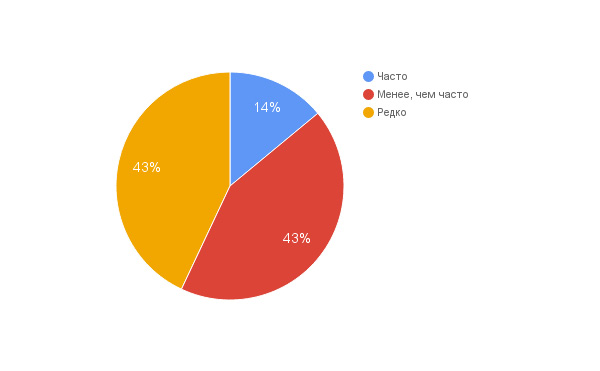 Часто
Менее, чем часто
Редко
14%
43%
43%